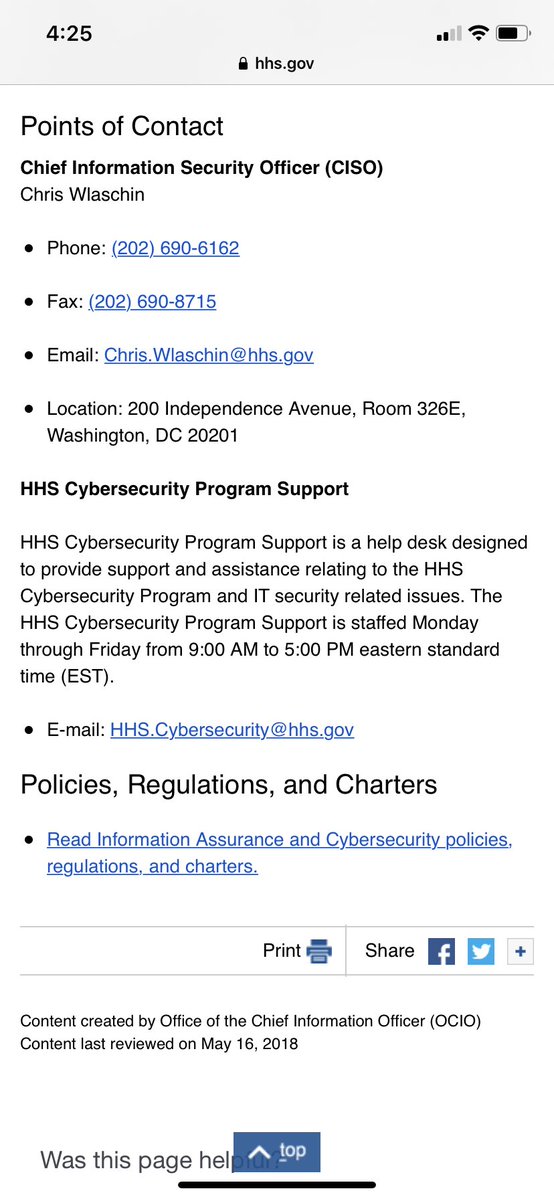 4:25
hhs.gov
Points of Contact
Chief Information Security Officer (CISO)
Chris Wlaschin
• Phone: (202) 690-6162
• Fax: (202) 690-8715
• Email: Chris.Wlaschin@hhs.gov
• Location: 200 Independence Avenue, Room 326E,
Washington, DC 20201
HHS Cybersecurity Program Support
HHS Cybersecurity Program Support is a help desk designed
to provide support and assistance relating to the HHS
Cybersecurity Program and IT security related issues. The
HHS Cybersecurity Program Support is staffed Monday
through Friday from 9:00 AM to 5:00 PM eastern standard
time (EST).
• E-mail: HHS.Cybersecurity@hhs.gov
Policies, Regulations, and Charters
• Read Information Assurance and Cybersecurity policies,
regulations, and charters.
Print Share +
Content created by Office of the Chief Information Officer (OCIO)
Content last reviewed on May 16, 2018
Was this page helpful?
top